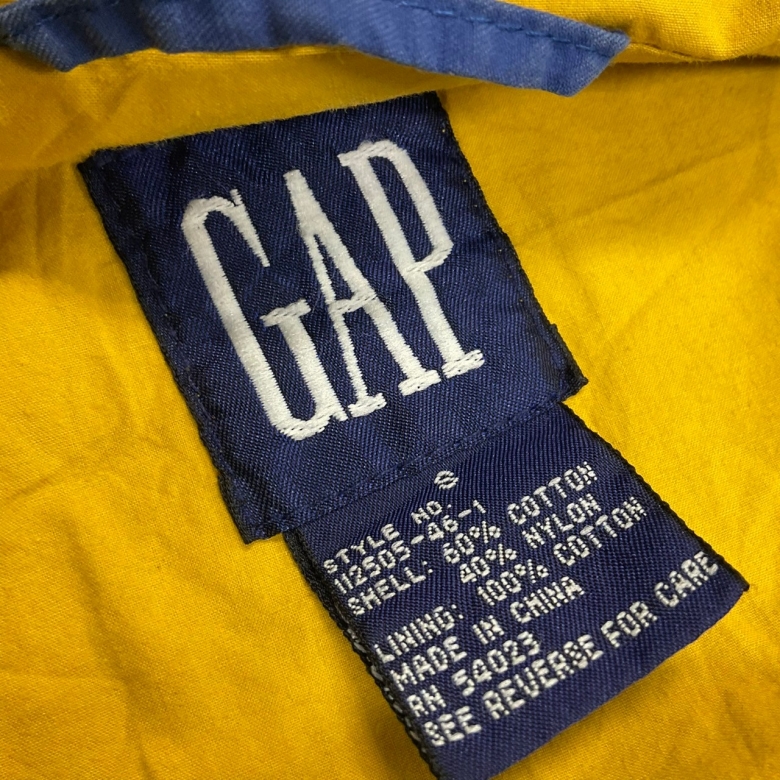 GAP
S
STYLE NO.
112505-46-1
SHELL: 60% COTTON
40% NYLON
LINING: 100% COTTON
MADE IN CHINA
RN 54023
SEE REVERSE FOR CARE